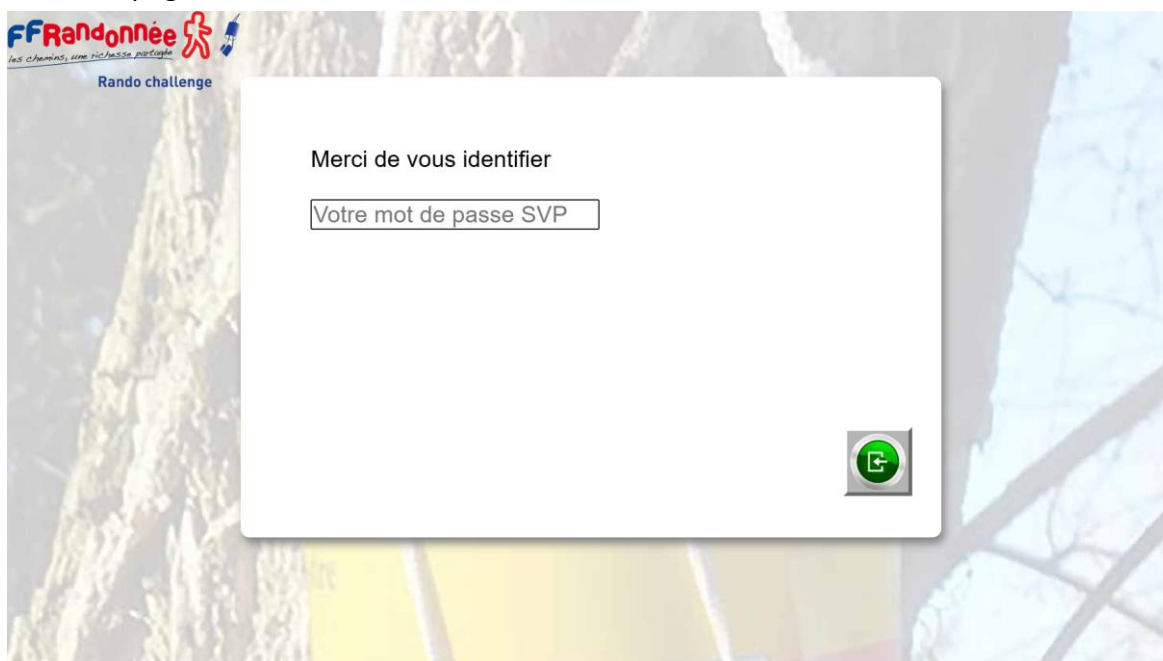 FFRandonnée
les chemins, une richesse partagée
Rando challenge
Merci de vous identifier
Votre mot de passe SVP